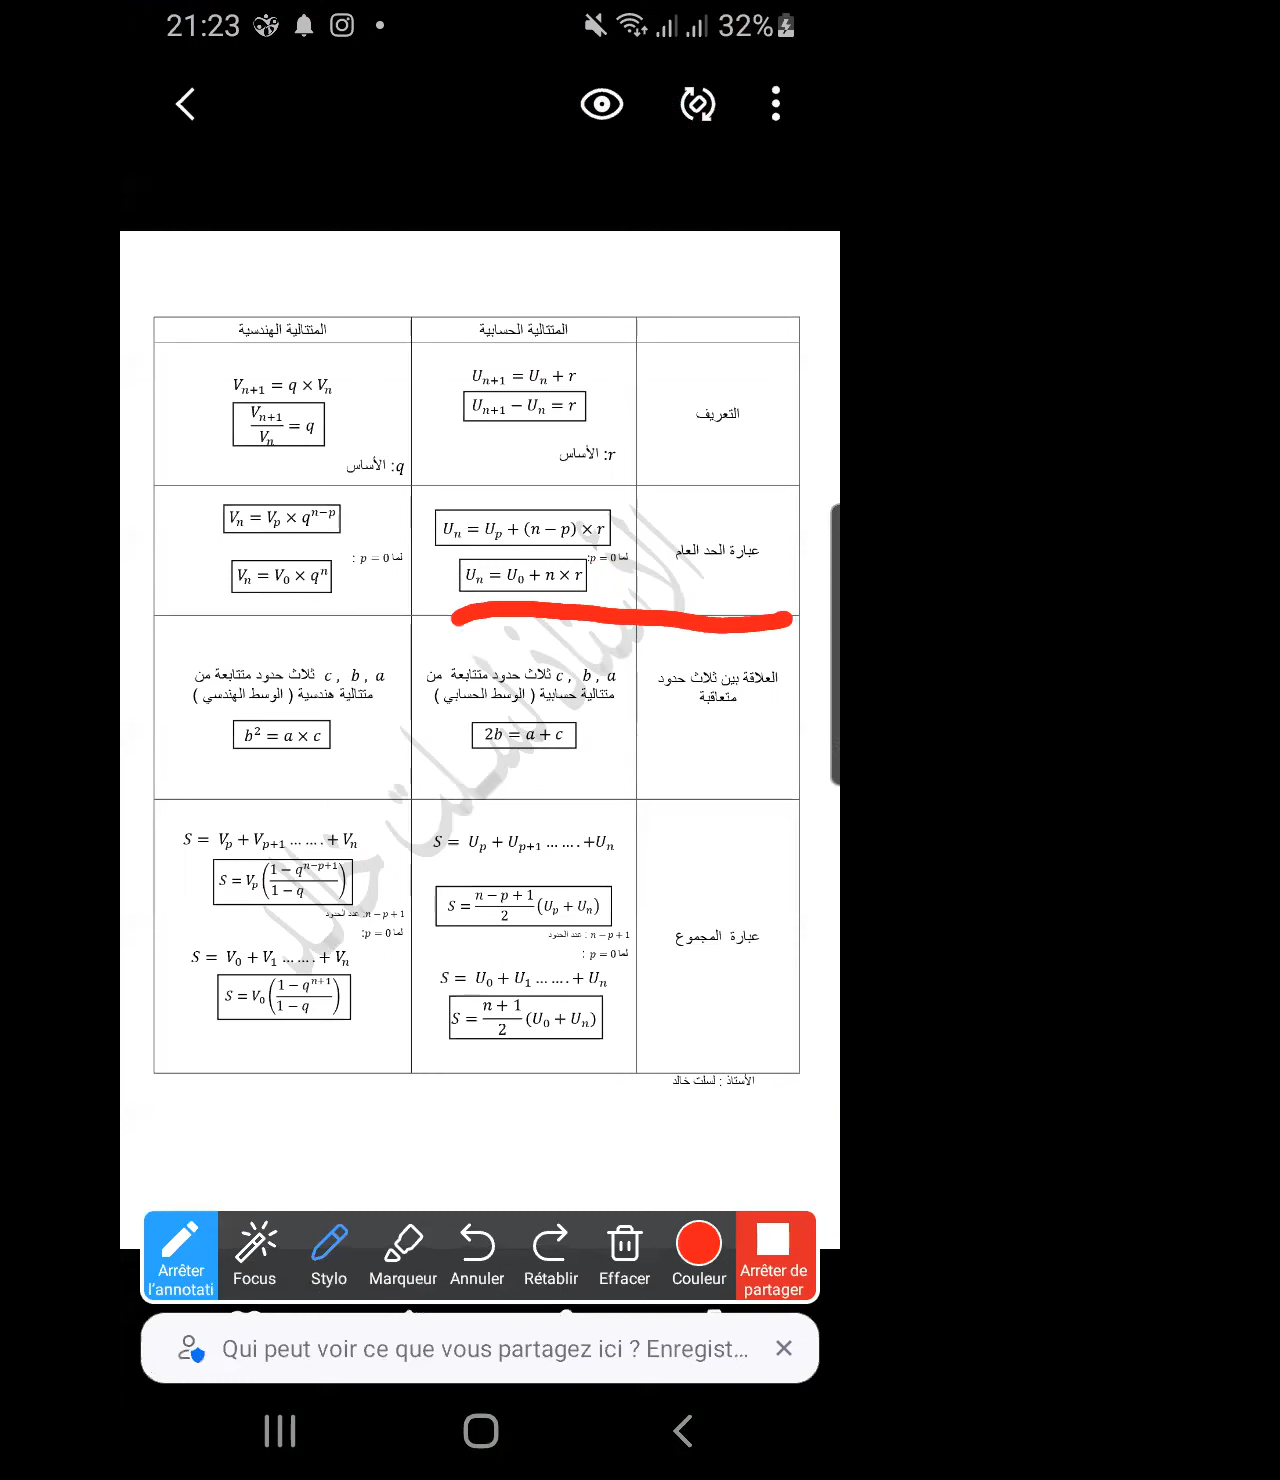 21:23
32%
المتتالية الحسابية
المتتالية الهندسية
التعريف
U_{n+1} = U_n + r
U_{n+1} − U_n = r
r: الأساس
V_{n+1} = q × V_n
V_{n+1}/V_n = q
q: الأساس
عبارة الحد العام
U_n = U_p + (n − p) × r
لما p = 0:
U_n = U_0 + n × r
V_n = V_p × q^{n−p}
لما p = 0 :
V_n = V_0 × q^n
العلاقة بين ثلاث حدود
متعاقبة
c , b , a ثلاث حدود متتابعة من
متتالية حسابية ( الوسط الحسابي )
2b = a + c
c , b , a ثلاث حدود متتابعة من
متتالية هندسية ( الوسط الهندسي )
b² = a × c
عبارة المجموع
S = U_p + U_{p+1} … … . +U_n
S = (n − p + 1)/2 (U_p + U_n)
n − p + 1 : عدد الحدود
لما p = 0 :
S = U_0 + U_1 … … . + U_n
S = (n + 1)/2 (U_0 + U_n)
S = V_p + V_{p+1} … … . + V_n
S = V_p ((1 − q^{n−p+1})/(1 − q))
n − p + 1: عدد الحدود
لما p = 0:
S = V_0 + V_1 … … . + V_n
S = V_0 ((1 − q^{n+1})/(1 − q))
الأستاذ : لسلت خالد
الأستاذ لسلت خالد
Arrêter
l'annotati
Focus
Stylo
Marqueur
Annuler
Rétablir
Effacer
Couleur
Arrêter de
partager
Qui peut voir ce que vous partagez ici ? Enregist...